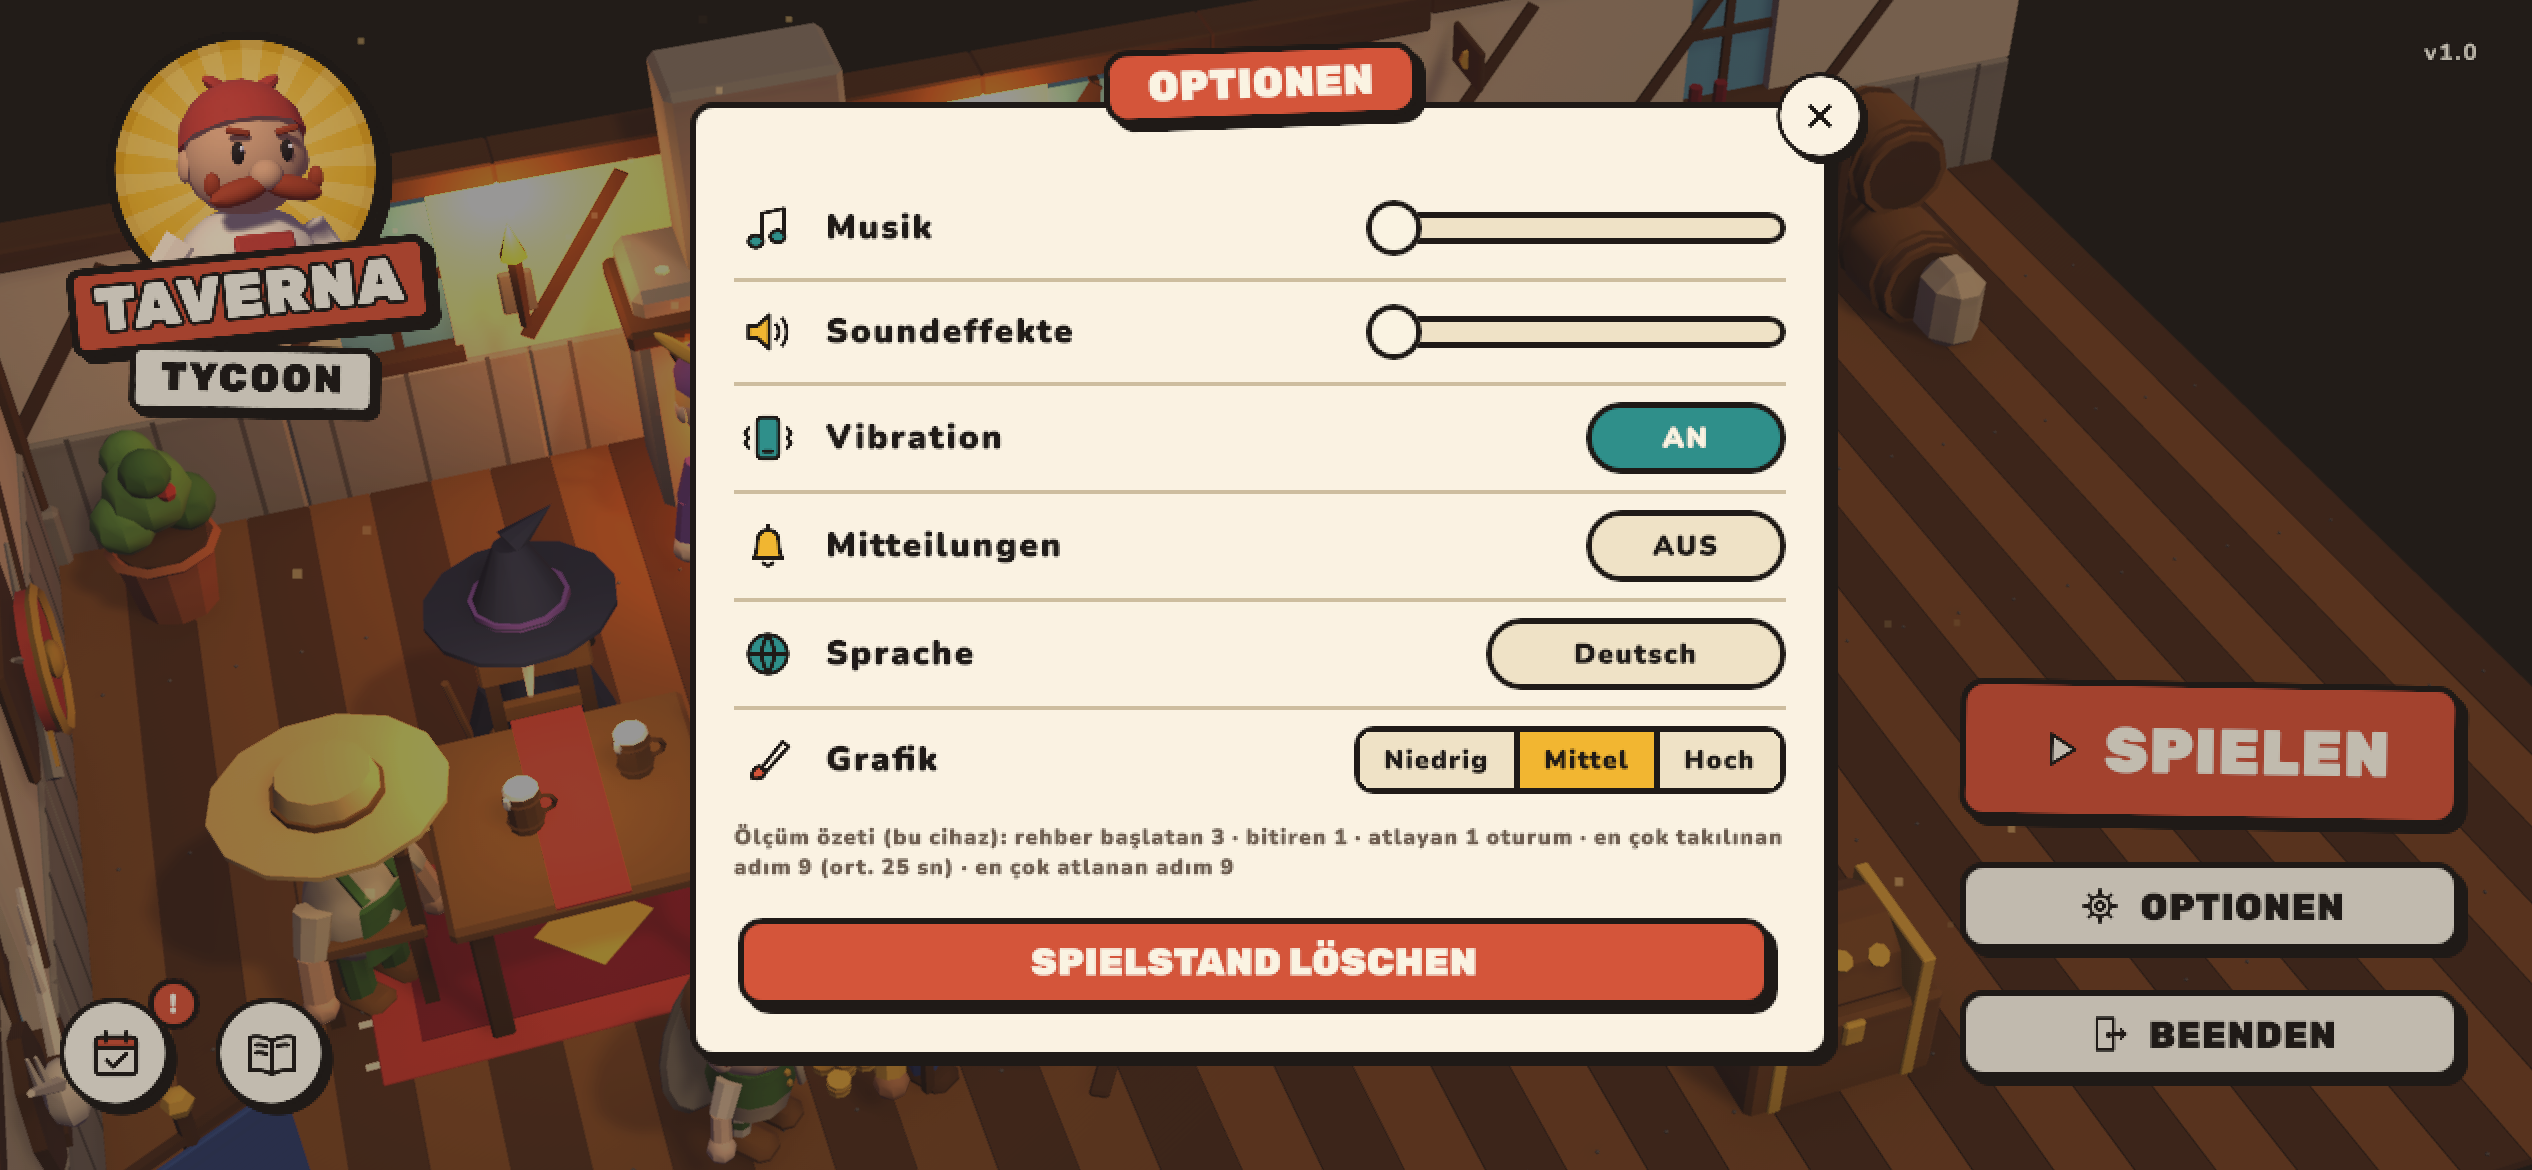 v1.0
OPTIONEN
TAVERNA
TYCOON
Musik
Soundeffekte
Vibration
AN
Mitteilungen
AUS
Sprache
Deutsch
Grafik
Niedrig
Mittel
Hoch
Ölçüm özeti (bu cihaz): rehber başlatan 3 · bitiren 1 · atlayan 1 oturum · en çok takılınan
adım 9 (ort. 25 sn) · en çok atlanan adım 9
SPIELSTAND LÖSCHEN
SPIELEN
OPTIONEN
BEENDEN
!